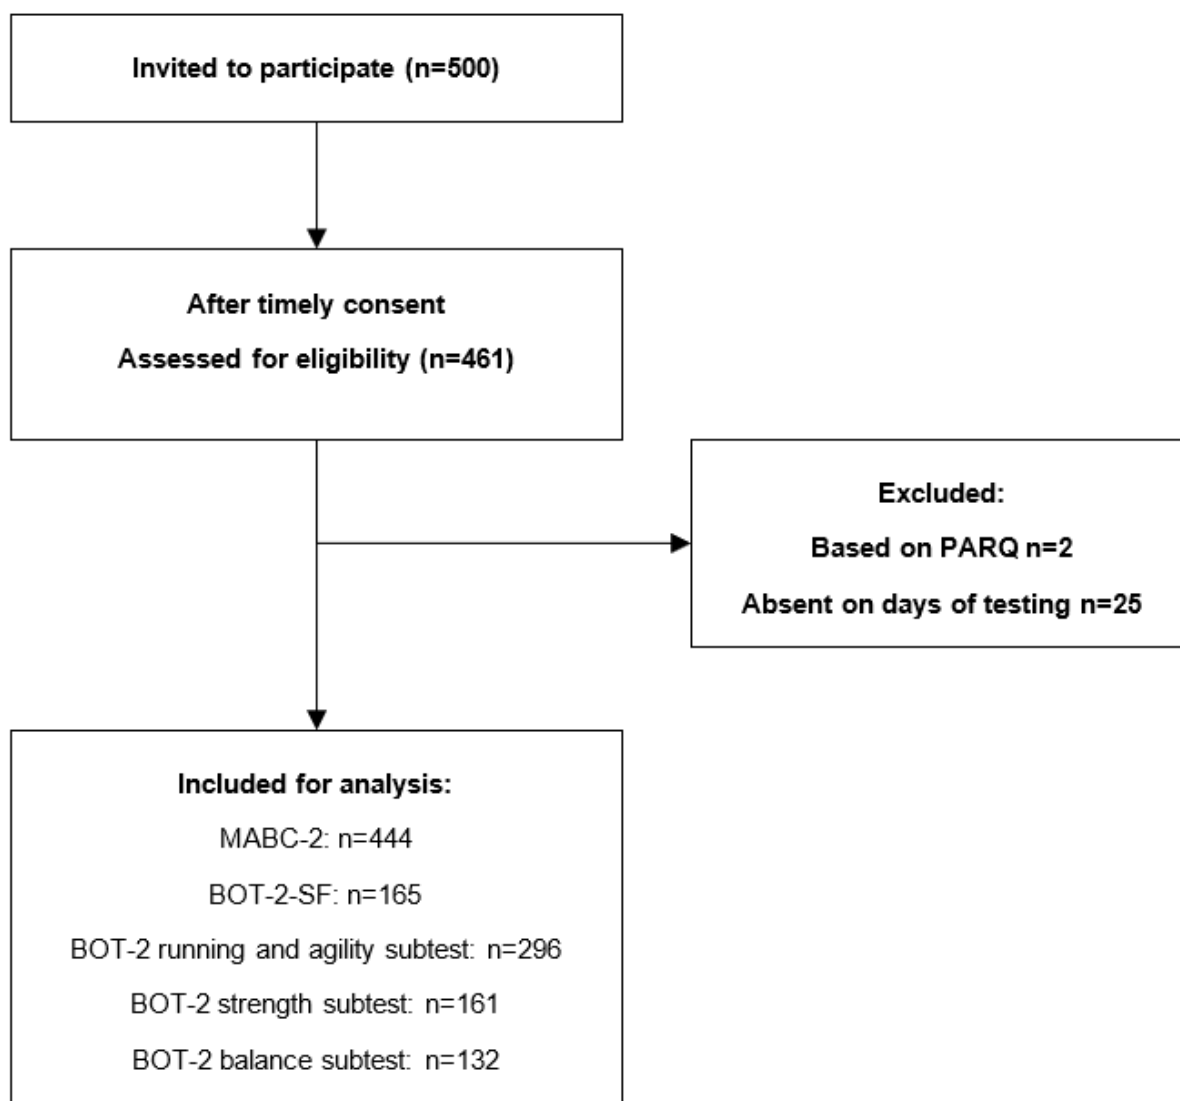 Invited to participate (n=500)
After timely consent
Assessed for eligibility (n=461)
Excluded:
Based on PARQ n=2
Absent on days of testing n=25
Included for analysis:
MABC-2: n=444
BOT-2-SF: n=165
BOT-2 running and agility subtest: n=296
BOT-2 strength subtest: n=161
BOT-2 balance subtest: n=132